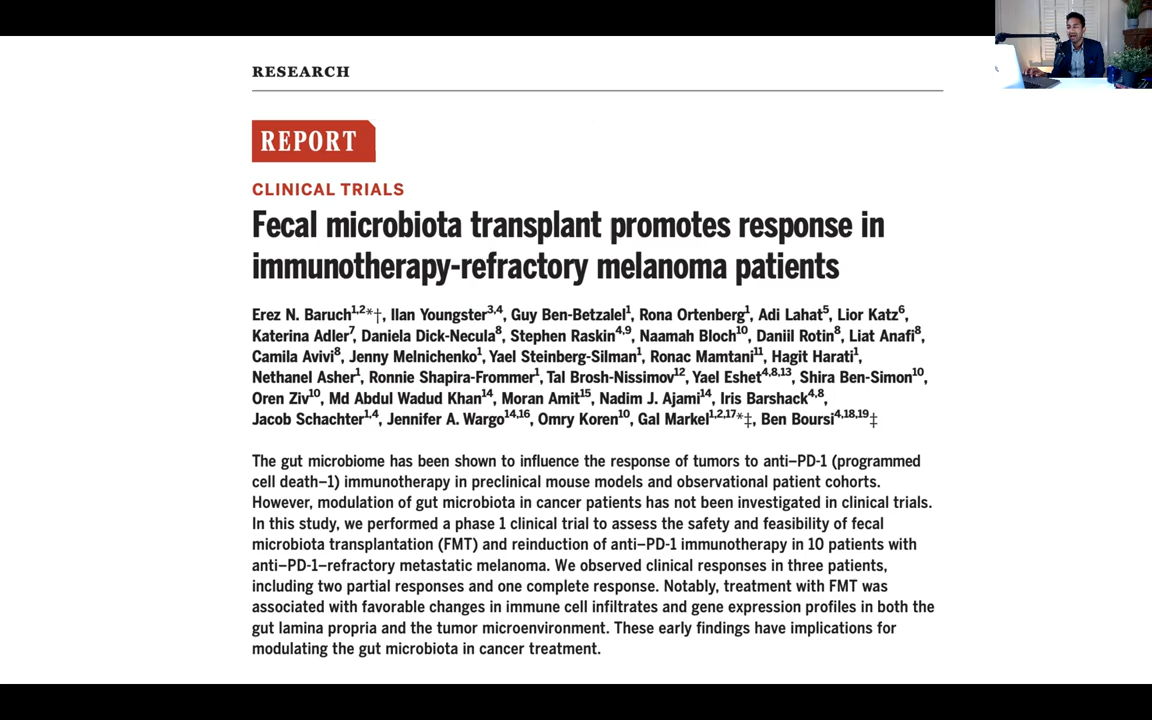 RESEARCH
REPORT
CLINICAL TRIALS
Fecal microbiota transplant promotes response in
immunotherapy-refractory melanoma patients
Erez N. Baruch1,2*†, Ilan Youngster3,4, Guy Ben-Betzalel1, Rona Ortenberg1, Adi Lahat5, Lior Katz6,
Katerina Adler7, Daniela Dick-Necula8, Stephen Raskin4,9, Naamah Bloch10, Daniil Rotin8, Liat Anafi8,
Camila Avivi8, Jenny Melnichenko1, Yael Steinberg-Silman1, Ronac Mamtani11, Hagit Harati1,
Nethanel Asher1, Ronnie Shapira-Frommer1, Tal Brosh-Nissimov12, Yael Eshet4,8,13, Shira Ben-Simon10,
Oren Ziv10, Md Abdul Wadud Khan14, Moran Amit15, Nadim J. Ajami14, Iris Barshack4,8,
Jacob Schachter1,4, Jennifer A. Wargo14,16, Omry Koren10, Gal Markel1,2,17*‡, Ben Boursi4,18,19‡
The gut microbiome has been shown to influence the response of tumors to anti–PD-1 (programmed
cell death–1) immunotherapy in preclinical mouse models and observational patient cohorts.
However, modulation of gut microbiota in cancer patients has not been investigated in clinical trials.
In this study, we performed a phase 1 clinical trial to assess the safety and feasibility of fecal
microbiota transplantation (FMT) and reinduction of anti–PD-1 immunotherapy in 10 patients with
anti–PD-1–refractory metastatic melanoma. We observed clinical responses in three patients,
including two partial responses and one complete response. Notably, treatment with FMT was
associated with favorable changes in immune cell infiltrates and gene expression profiles in both the
gut lamina propria and the tumor microenvironment. These early findings have implications for
modulating the gut microbiota in cancer treatment.